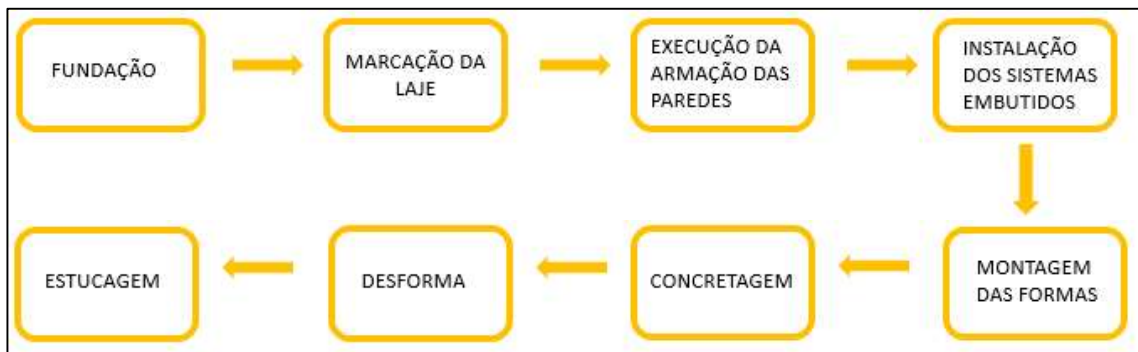 FUNDAÇÃO
MARCAÇÃO DA
LAJE
EXECUÇÃO DA
ARMAÇÃO DAS
PAREDES
INSTALAÇÃO
DOS SISTEMAS
EMBUTIDOS
MONTAGEM
DAS FORMAS
CONCRETAGEM
DESFORMA
ESTUCAGEM